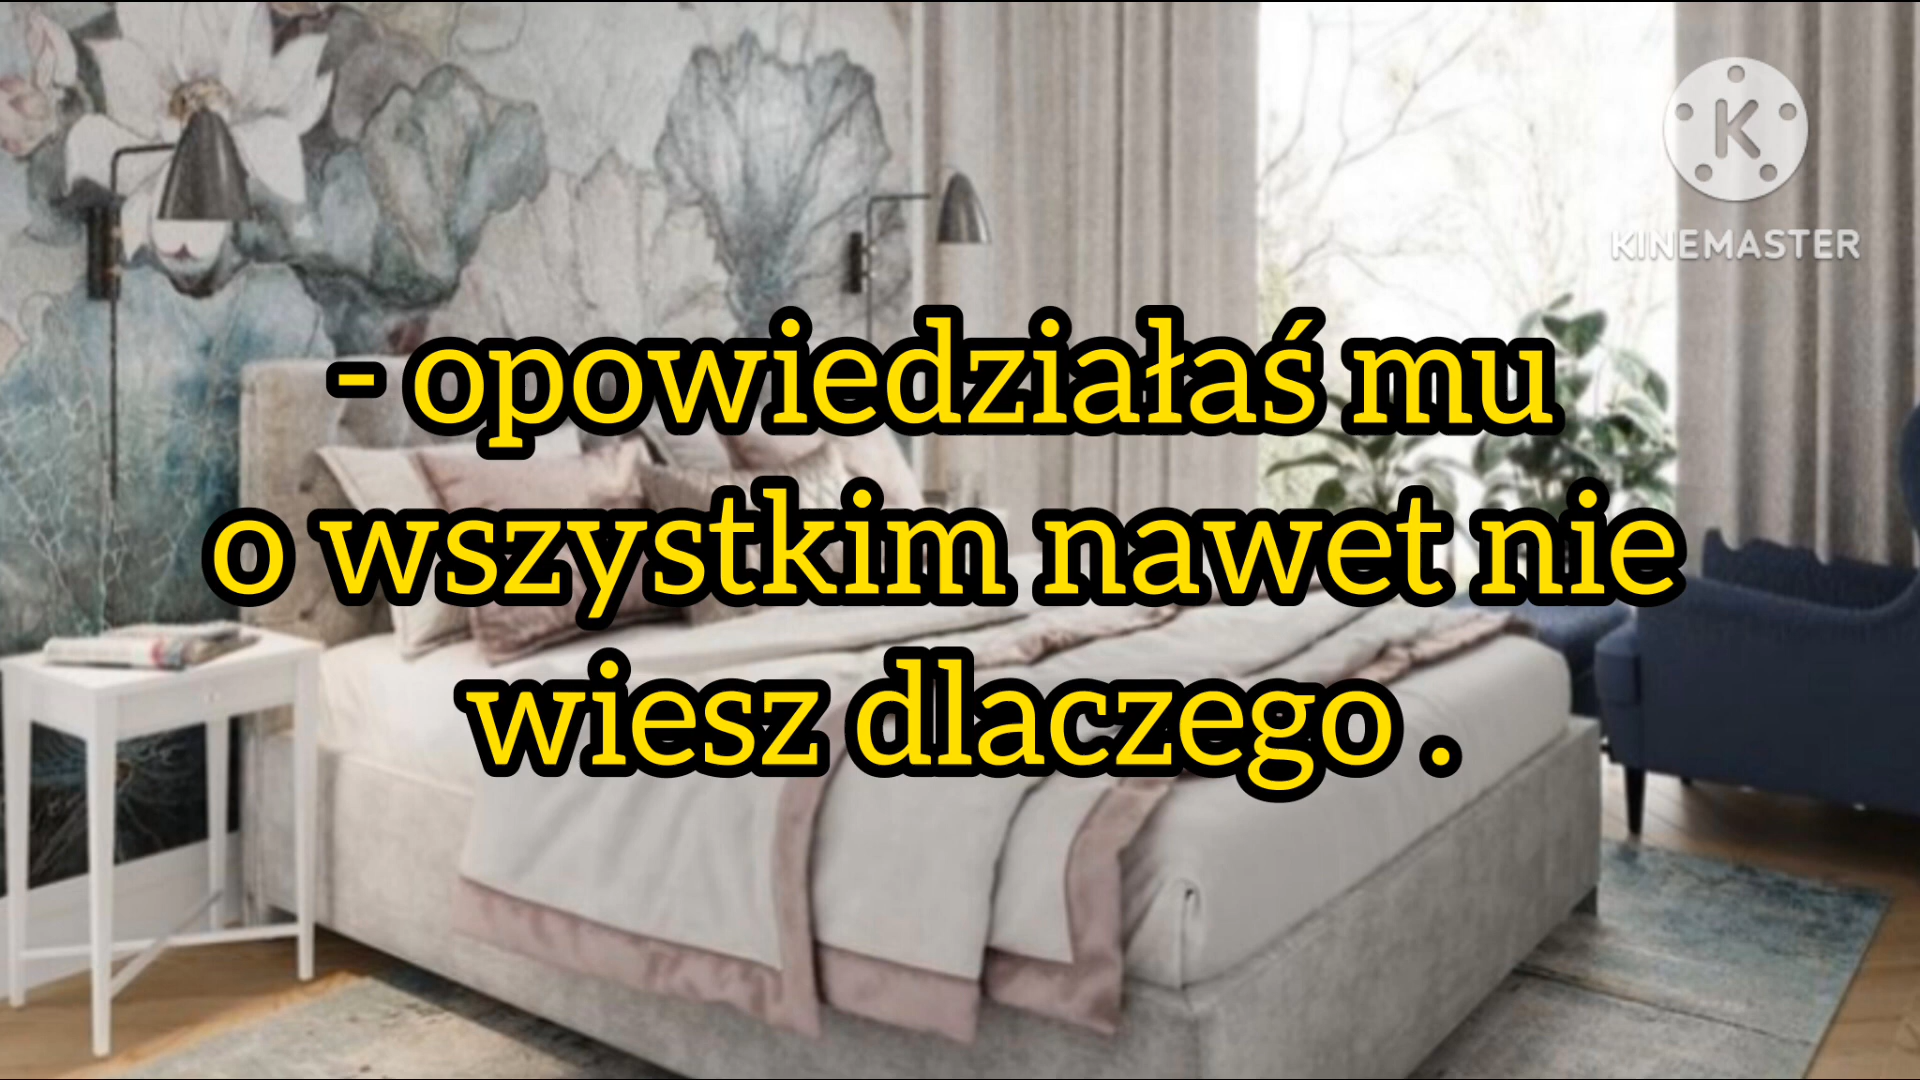 K
KINEMASTER
- opowiedziałaś mu
o wszystkim nawet nie
wiesz dlaczego .